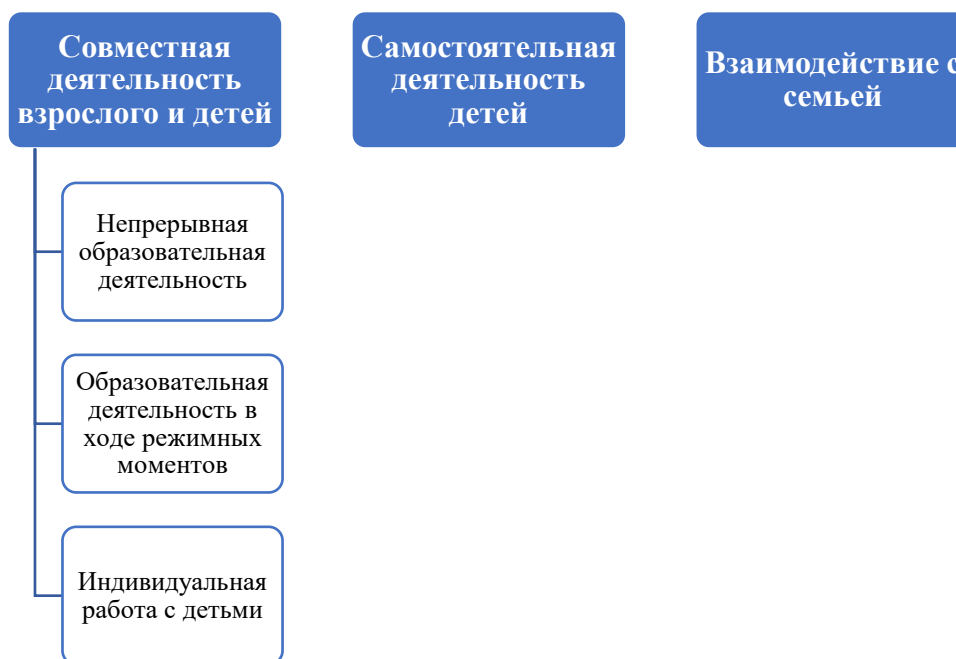 Совместная
деятельность
взрослого и детей
Самостоятельная
деятельность
детей
Взаимодействие с
семьей
Непрерывная
образовательная
деятельность
Образовательная
деятельность в
ходе режимных
моментов
Индивидуальная
работа с детьми